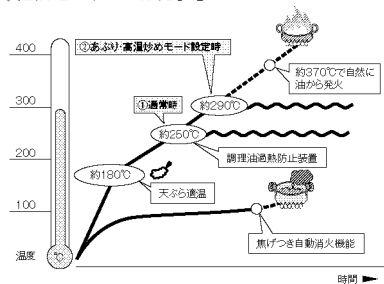 400
300
200
100
温度
℃
②あぶり・高温炒めモード設定時
①通常時
約290℃
約250℃
約180℃
天ぷら適温
約370℃で自然に
油から発火
調理油過熱防止装置
焦げつき自動消火機能
時間